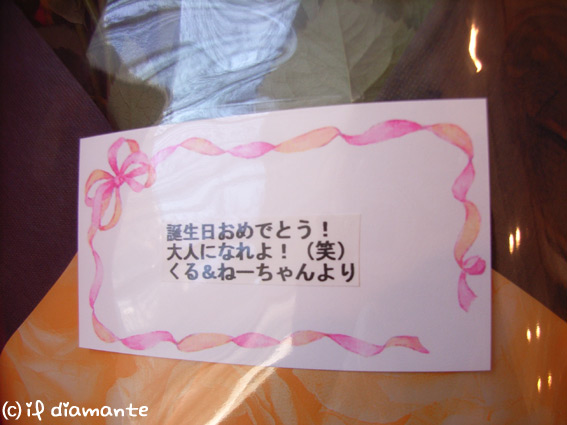 誕生日おめでとう！
大人になれよ！（笑）
くる&ねーちゃんより
(c) il diamante